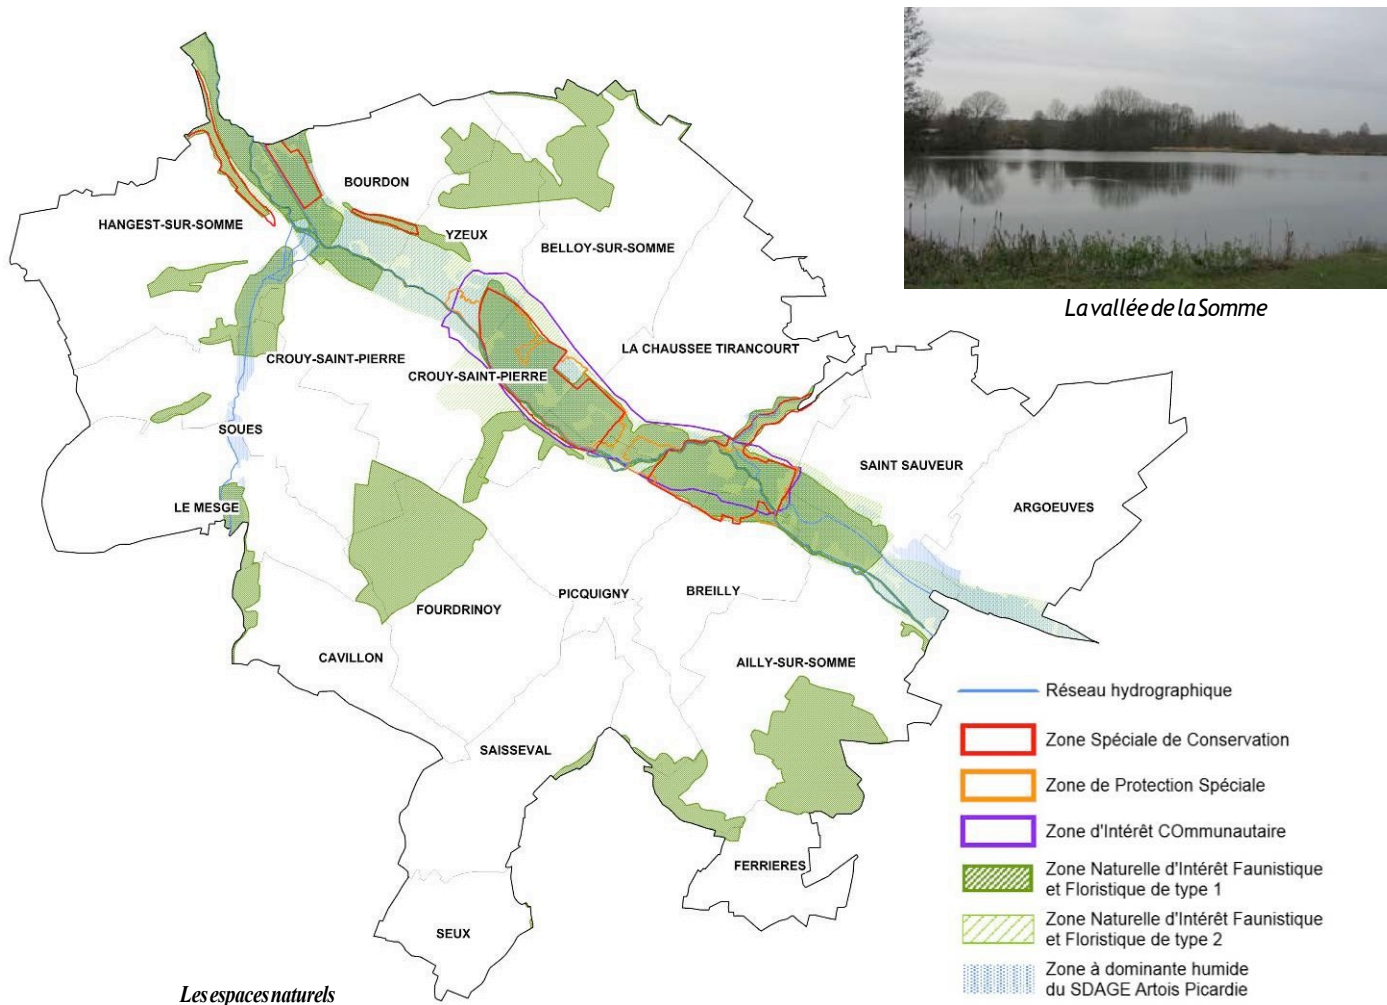 La vallée de la Somme
BOURDON
HANGEST-SUR-SOMME
YZEUX
BELLOY-SUR-SOMME
LA CHAUSSEE TIRANCOURT
CROUY-SAINT-PIERRE
CROUY-SAINT-PIERRE
SOUES
SAINT SAUVEUR
LE MESGE
ARGOEUVES
PICQUIGNY
BREILLY
FOURDRINOY
CAVILLON
AILLY-SUR-SOMME
SAISSEVAL
FERRIERES
SEUX
Réseau hydrographique
Zone Spéciale de Conservation
Zone de Protection Spéciale
Zone d'Intérêt COmmunautaire
Zone Naturelle d'Intérêt Faunistique
et Floristique de type 1
Zone Naturelle d'Intérêt Faunistique
et Floristique de type 2
Zone à dominante humide
du SDAGE Artois Picardie
Les espaces naturels